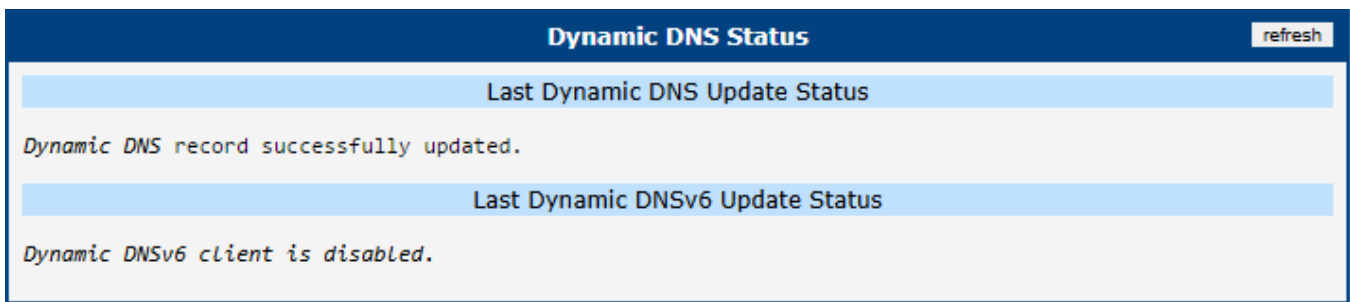 Dynamic DNS Status
refresh
Last Dynamic DNS Update Status
Dynamic DNS record successfully updated.
Last Dynamic DNSv6 Update Status
Dynamic DNSv6 client is disabled.